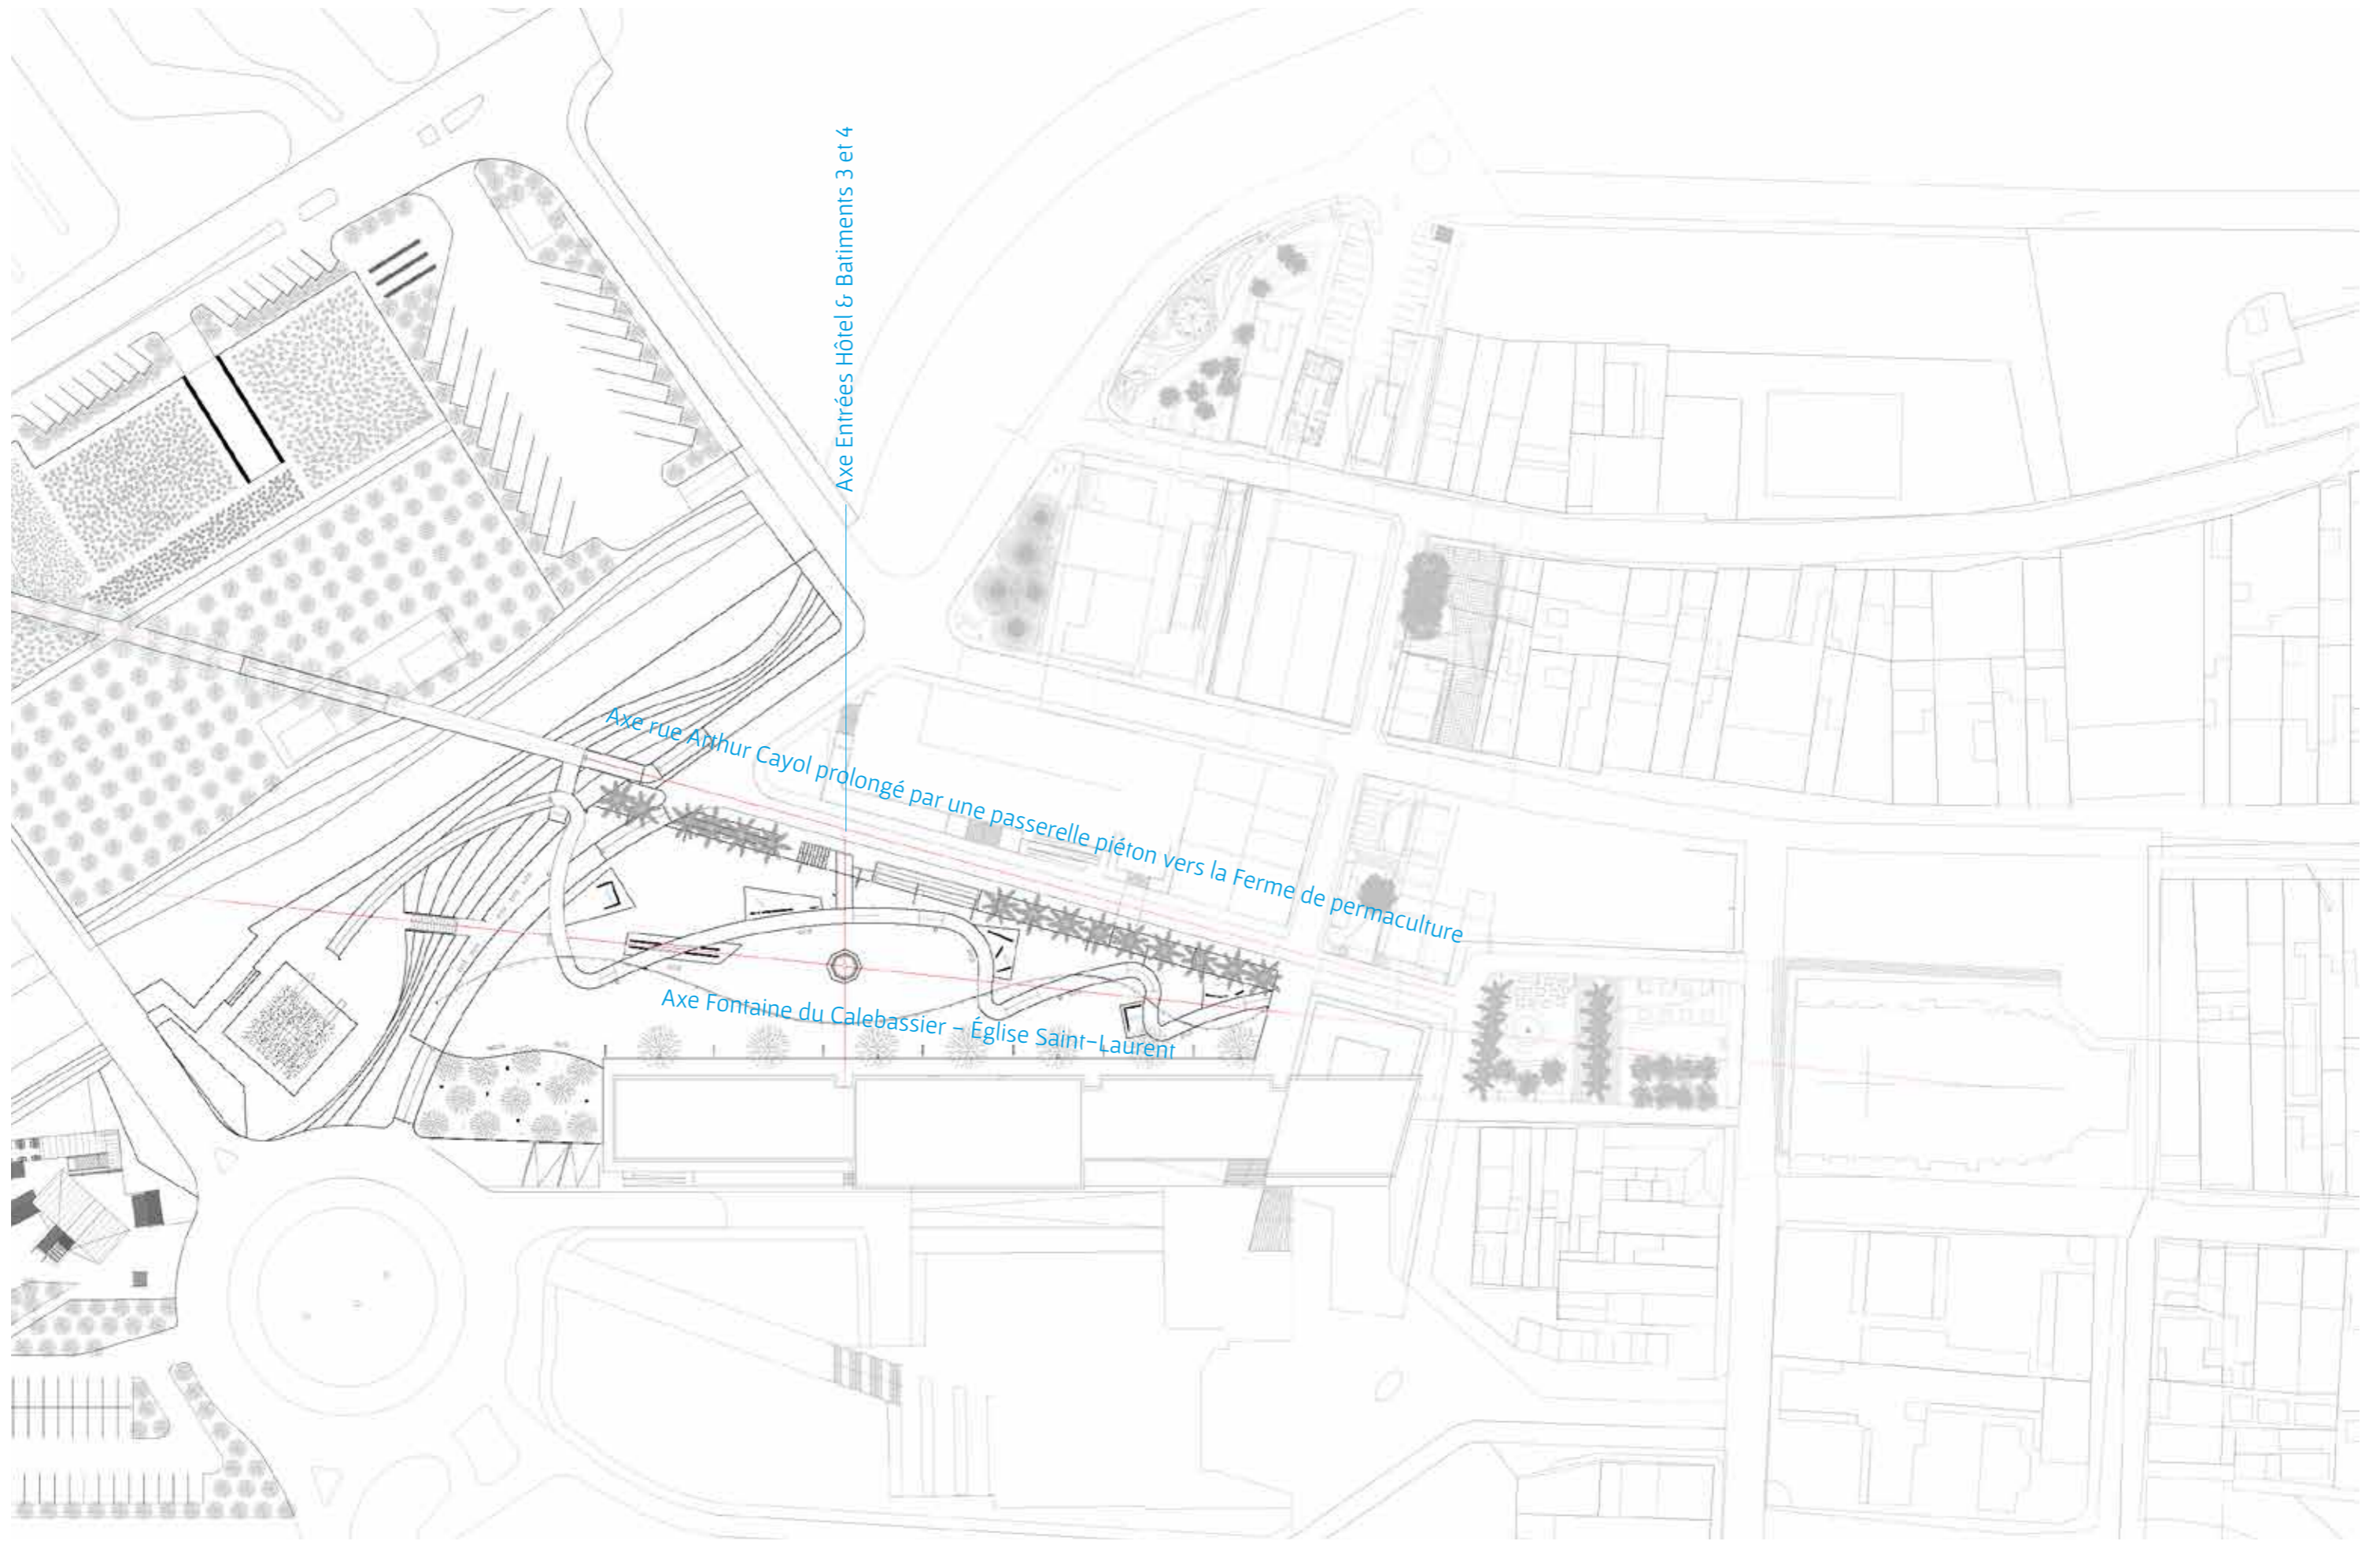 Axe Entrées Hôtel & Batiments 3 et 4
Axe rue Arthur Cayol prolongé par une passerelle piéton vers la Ferme de permaculture
Axe Fontaine du Calebassier – Église Saint-Laurent